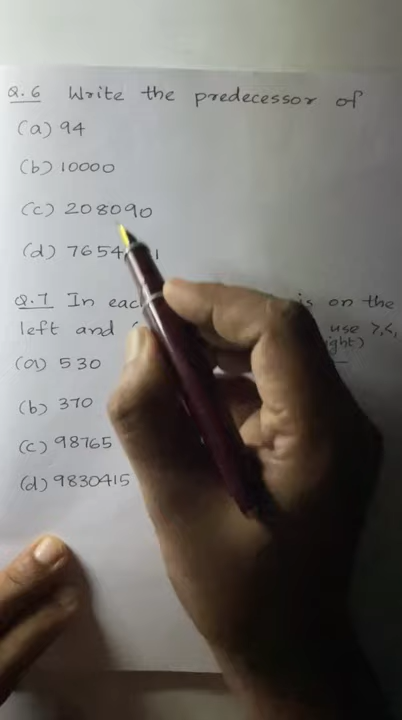 Q.6 Write the predecessor of
(a) 94
(b) 10000
(c) 208090
(d) 7654
Q.7 In each is on the
left and use >,<,
ight)
(a) 530
(b) 370
(c) 98765
(d) 9830415